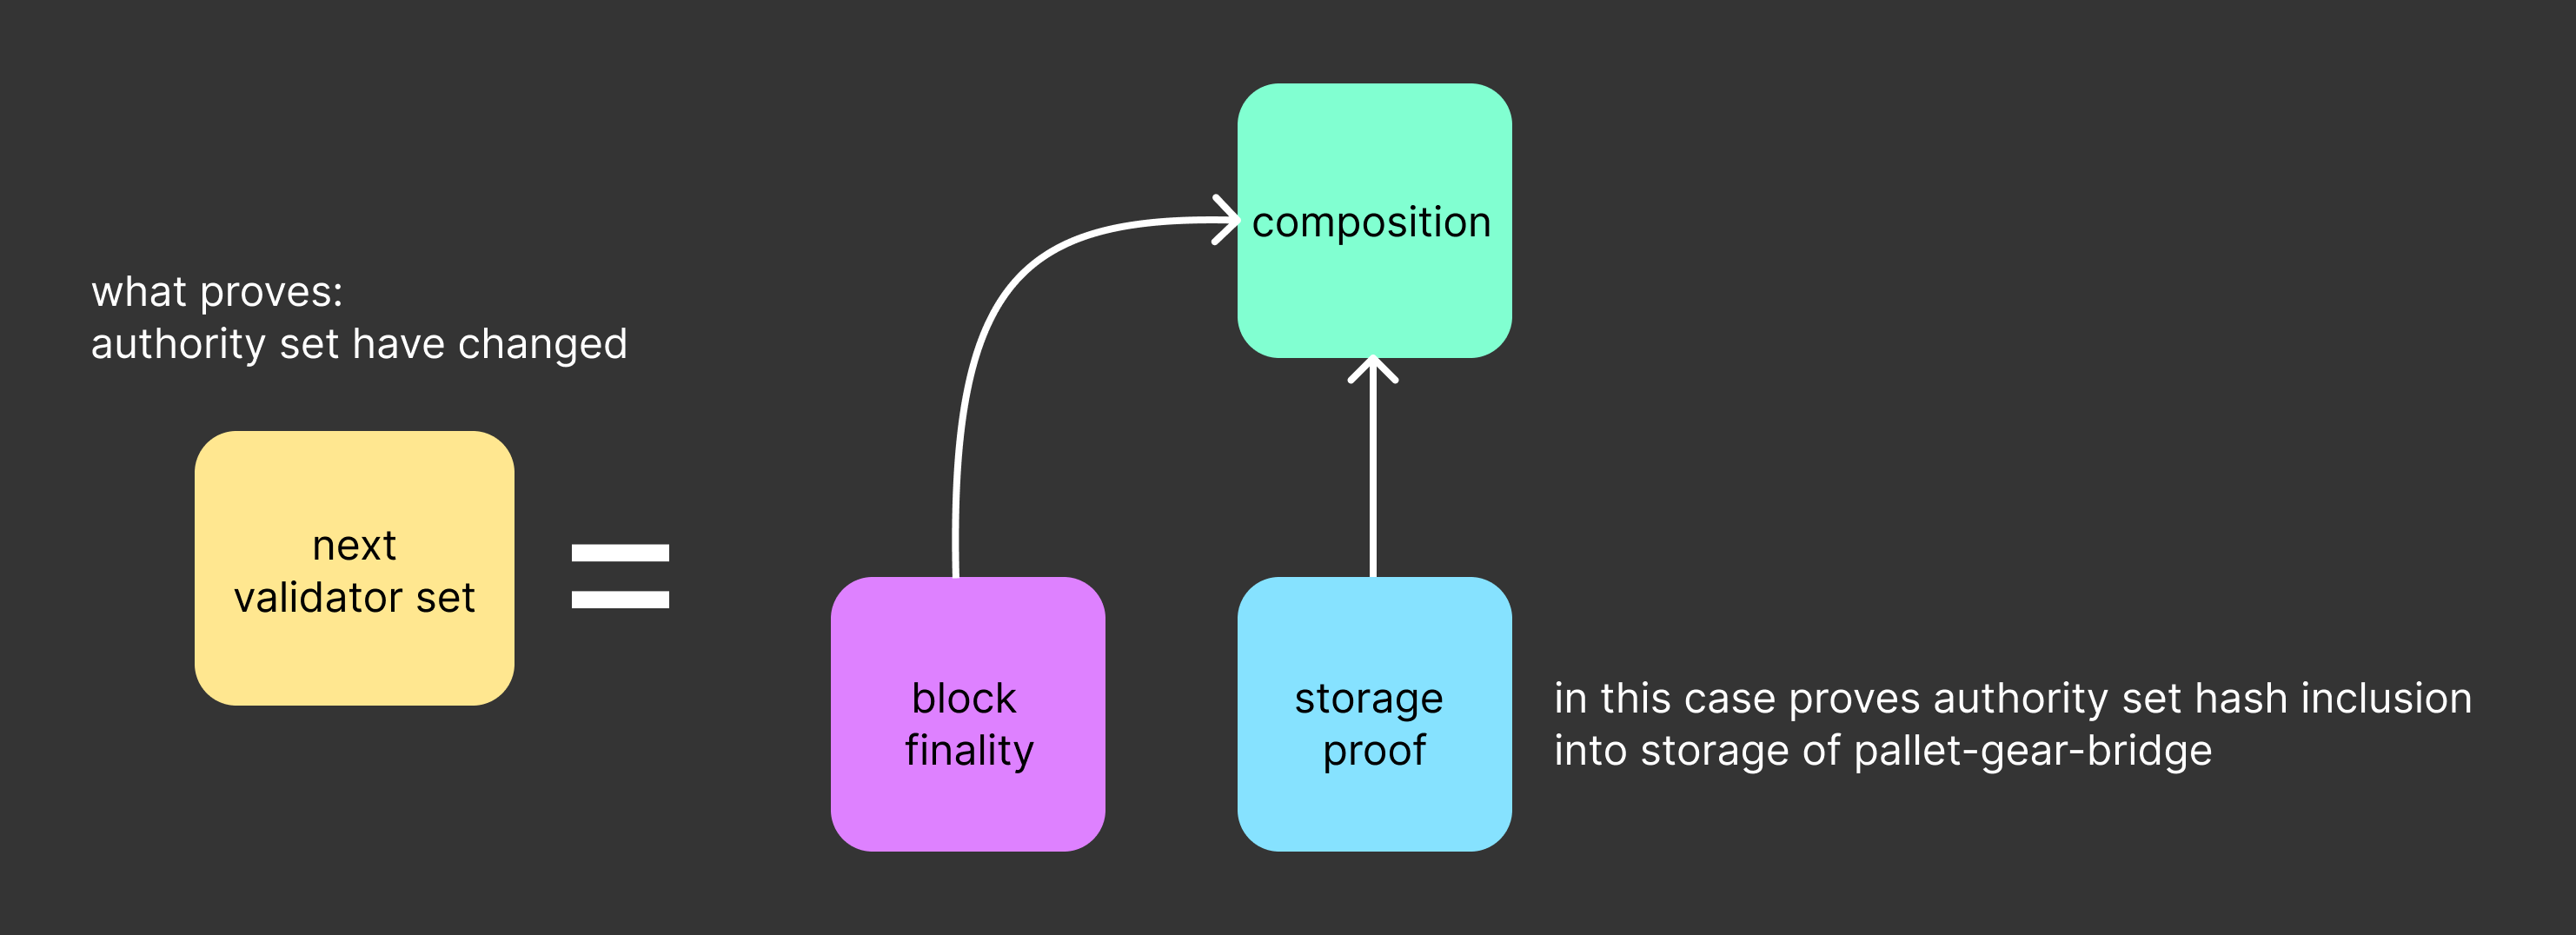 what proves:
authority set have changed
next
validator set
composition
block
finality
storage
proof
in this case proves authority set hash inclusion
into storage of pallet-gear-bridge